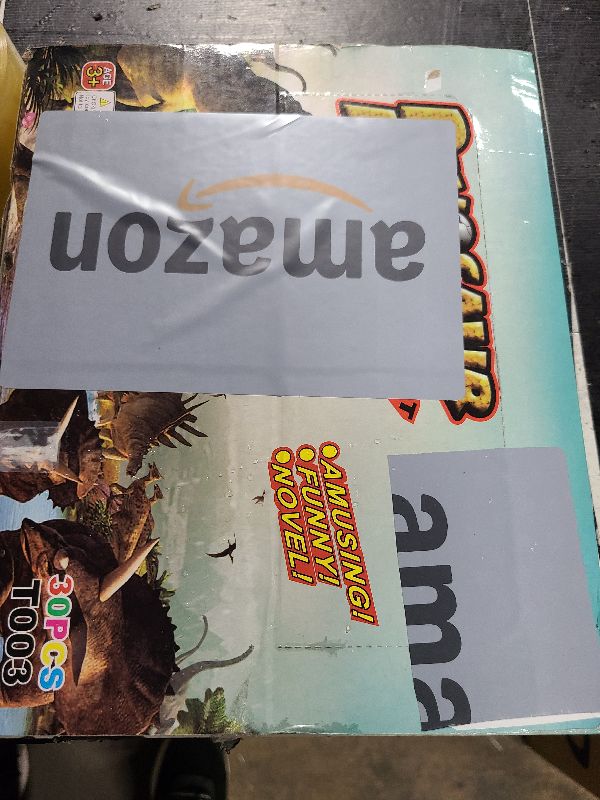 AGE
3+
amazon
DINOSAUR
AMUSING!
FUNNY!
NOVEL!
ama
30PCS
T003